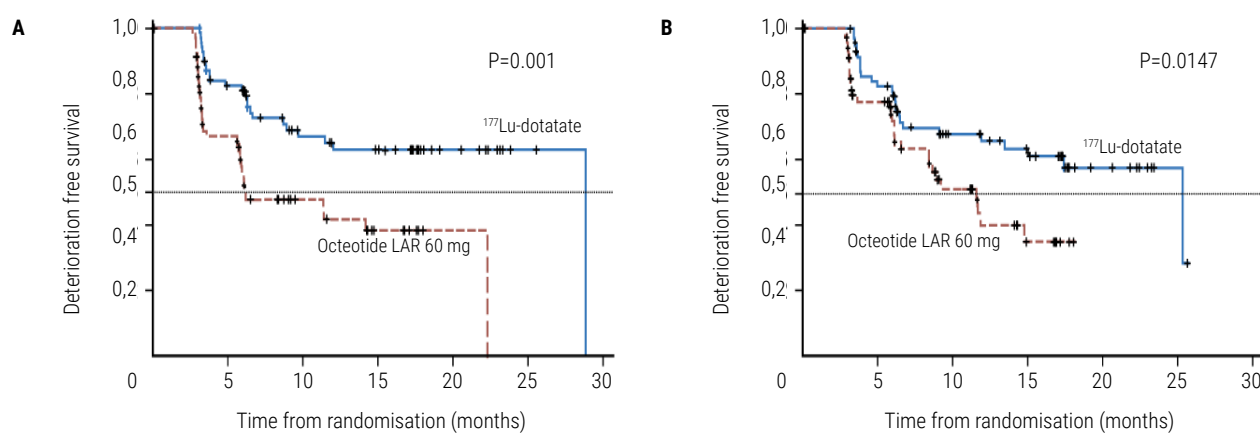 A
1,0
0,8
0,6
0,5
0,4
0,2
Deterioration free survival
P=0.001
177Lu-dotatate
Octeotide LAR 60 mg
0 5 10 15 20 25 30
Time from randomisation (months)
B
1,0
0,8
0,6
0,5
0,4
0,2
Deterioration free survival
P=0.0147
177Lu-dotatate
Octeotide LAR 60 mg
0 5 10 15 20 25 30
Time from randomisation (months)